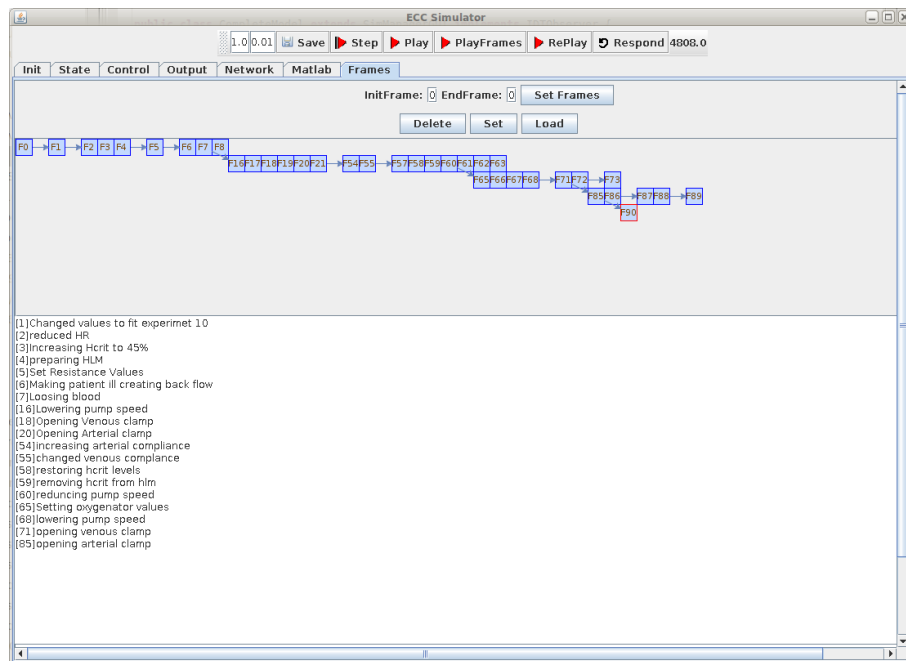 ECC Simulator
1.0 0.01 Save Step Play PlayFrames RePlay Respond 4808.0
Init State Control Output Network Matlab Frames
InitFrame: 0 EndFrame: 0 Set Frames
Delete Set Load
F0 F1 F2 F3 F4 F5 F6 F7 F8
F16 F17 F18 F19 F20 F21 F54 F55 F57 F58 F59 F60 F61 F62 F63
F65 F66 F67 F68 F71 F72 F73
F85 F86 F87 F88 F89
F90
[1]Changed values to fit experimet 10
[2]reduced HR
[3]Increasing Hcrit to 45%
[4]preparing HLM
[5]Set Resistance Values
[6]Making patient ill creating back flow
[7]Loosing blood
[16]Lowering pump speed
[18]Opening Venous clamp
[20]Opening Arterial clamp
[54]increasing arterial compliance
[55]changed venous complance
[58]restoring hcrit levels
[59]removing hcrit from hlm
[60]reduncing pump speed
[65]Setting oxygenator values
[68]lowering pump speed
[71]opening venous clamp
[85]opening arterial clamp